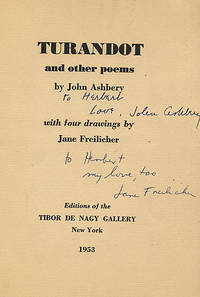 TURANDOT
and other poems
by John Ashbery
to Herbert
Love, John Ashbery
with four drawings by
Jane Freilicher
to Herbert
my love, too
Jane Freilicher
Editions of the
TIBOR DE NAGY GALLERY
New York
1953